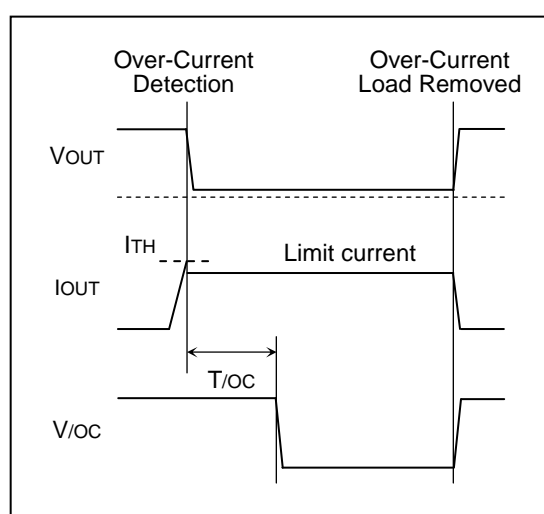 Over-Current
Detection
Over-Current
Load Removed
VOUT
ITH
Limit current
IOUT
T/OC
V/OC